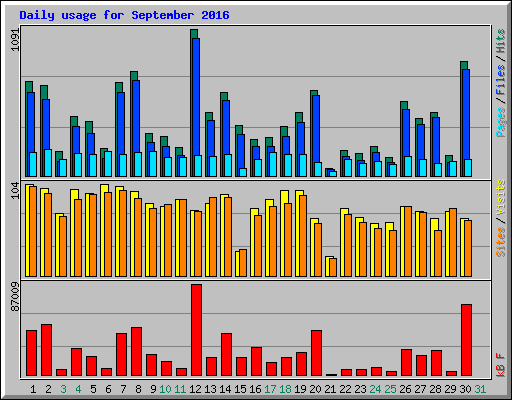 Daily usage for September 2016
1091
Pages / Files / Hits
104
Sites / Visits
87009
kB F
1 2 3 4 5 6 7 8 9 10 11 12 13 14 15 16 17 18 19 20 21 22 23 24 25 26 27 28 29 30 31